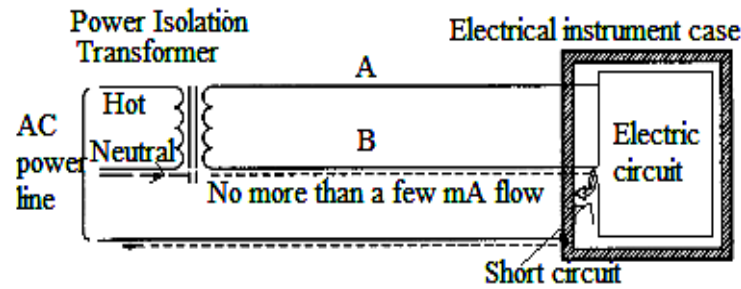 Power Isolation
Transformer
Electrical instrument case
A
Hot
AC
power
line
Neutral
B
Electric
circuit
No more than a few mA flow
Short circuit